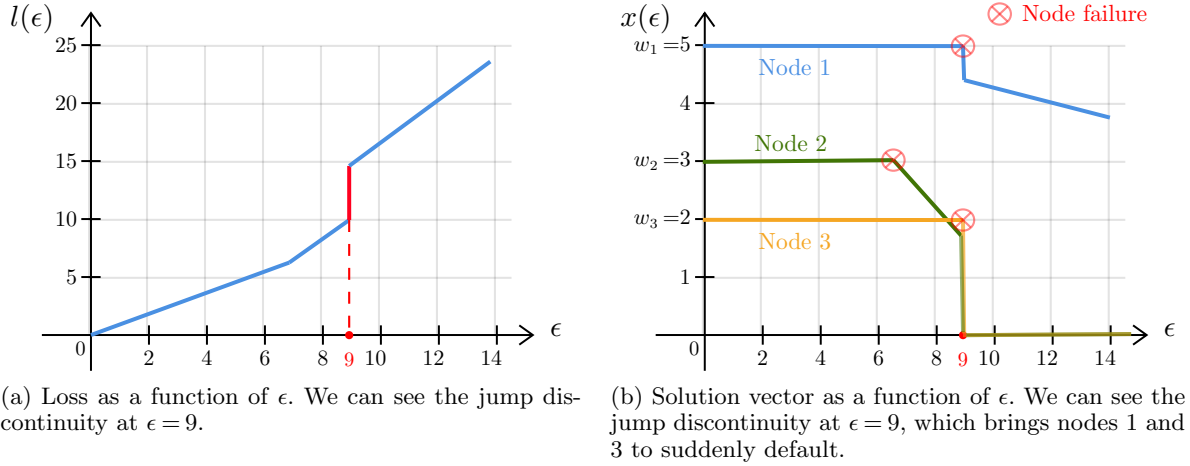 l(ϵ)
25
20
15
10
5
0
2 4 6 8 9 10 12 14
ϵ
(a) Loss as a function of ϵ. We can see the jump dis-
continuity at ϵ = 9.
x(ϵ)
Node failure
w₁ =5
4
w₂ =3
w₃ =2
1
Node 1
Node 2
Node 3
0
2 4 6 8 9 10 12 14
ϵ
(b) Solution vector as a function of ϵ. We can see the
jump discontinuity at ϵ = 9, which brings nodes 1 and
3 to suddenly default.